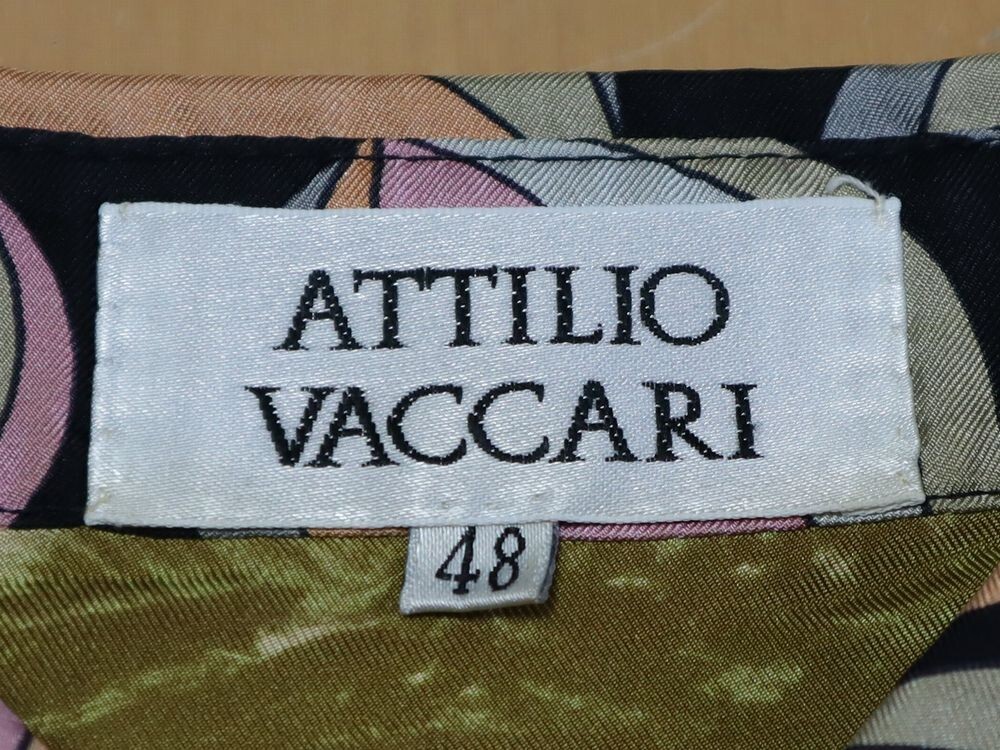 ATTILIO
VACCARI
48